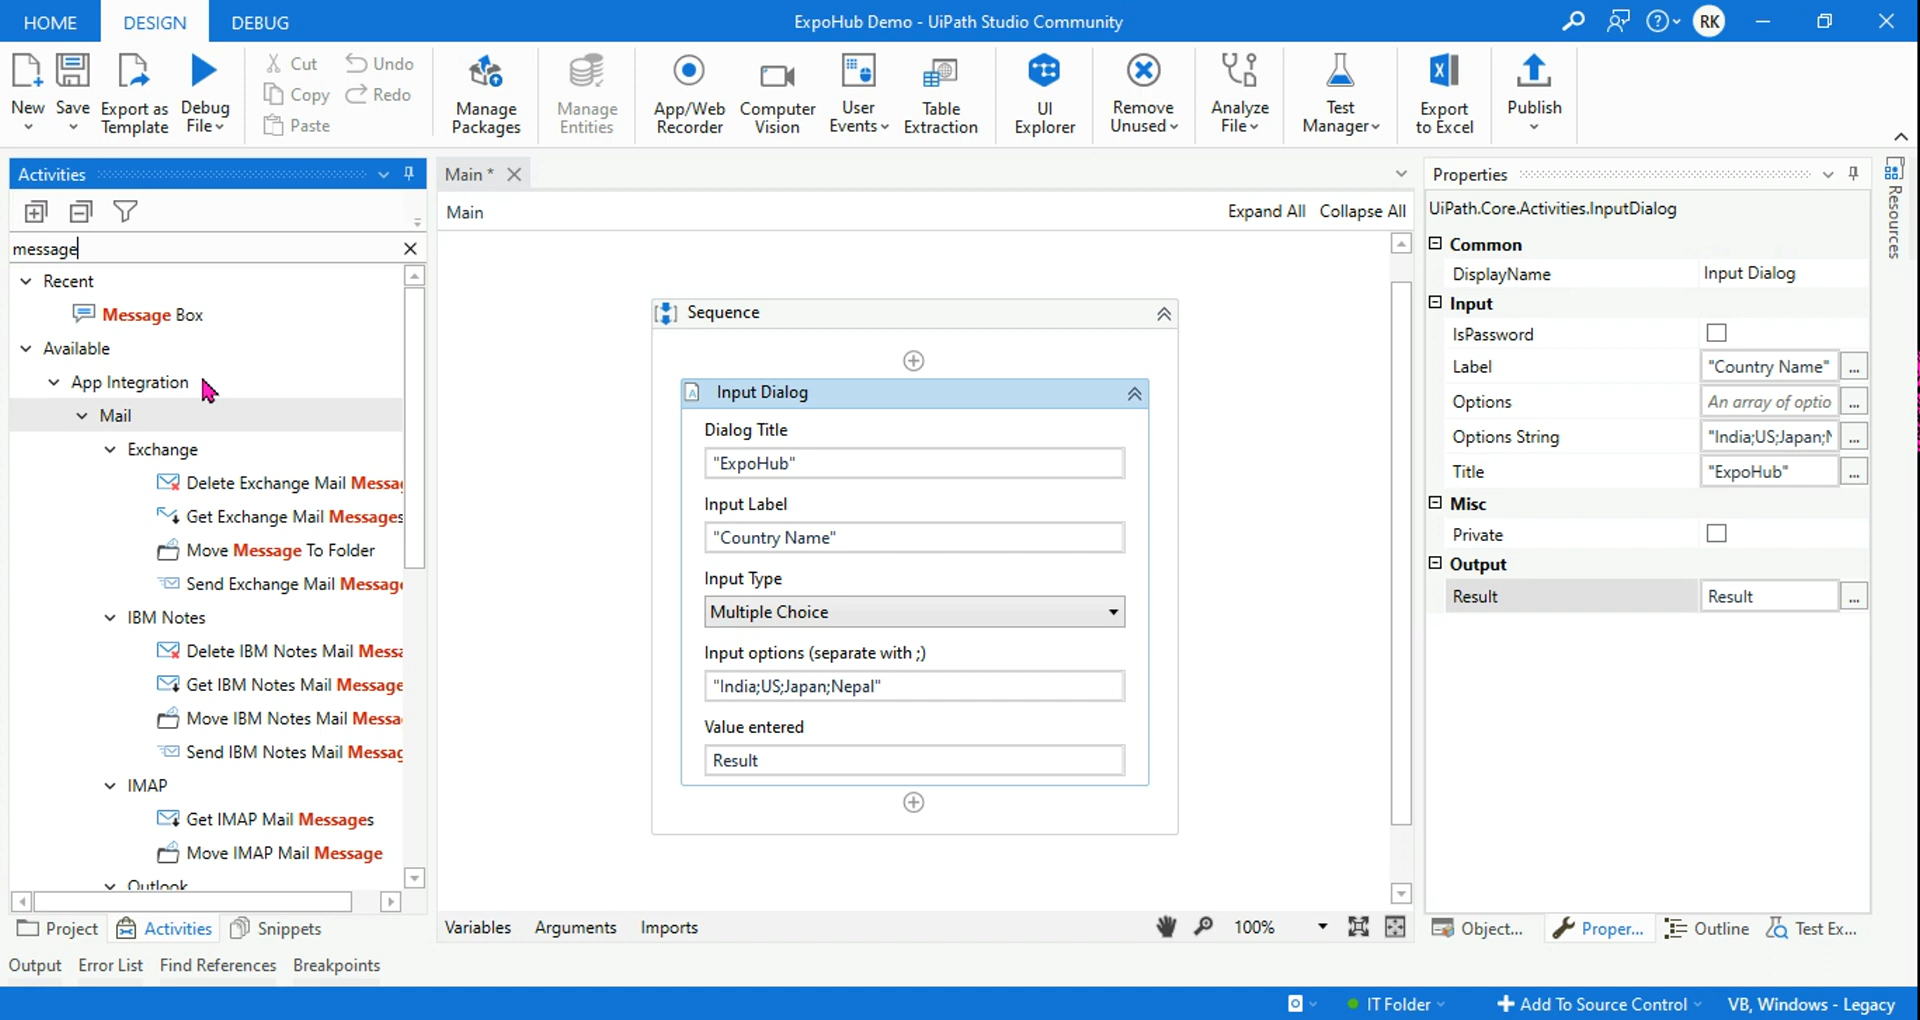 HOME DESIGN DEBUG
ExpoHub Demo - UiPath Studio Community
RK
New
Save
Export as
Template
Debug
File
Cut
Copy
Paste
Undo
Redo
Manage
Packages
Manage
Entities
App/Web
Recorder
Computer
Vision
User
Events
Table
Extraction
UI
Explorer
Remove
Unused
Analyze
File
Test
Manager
Export
to Excel
Publish
Activities
message
Recent
Message Box
Available
App Integration
Mail
Exchange
Delete Exchange Mail Messa
Get Exchange Mail Messages
Move Message To Folder
Send Exchange Mail Message
IBM Notes
Delete IBM Notes Mail Messa
Get IBM Notes Mail Message
Move IBM Notes Mail Messa
Send IBM Notes Mail Messag
IMAP
Get IMAP Mail Messages
Move IMAP Mail Message
Outlook
Project Activities Snippets
Main *
Main
Expand All Collapse All
Sequence
Input Dialog
Dialog Title
"ExpoHub"
Input Label
"Country Name"
Input Type
Multiple Choice
Input options (separate with ;)
"India;US;Japan;Nepal"
Value entered
Result
Variables Arguments Imports
100%
Properties
UiPath.Core.Activities.InputDialog
Common
DisplayName Input Dialog
Input
IsPassword
Label "Country Name" ...
Options An array of optio ...
Options String "India;US;Japan;N ...
Title "ExpoHub" ...
Misc
Private
Output
Result Result ...
Object... Proper... Outline Test Ex...
Resources
Output Error List Find References Breakpoints
IT Folder
Add To Source Control
VB, Windows - Legacy